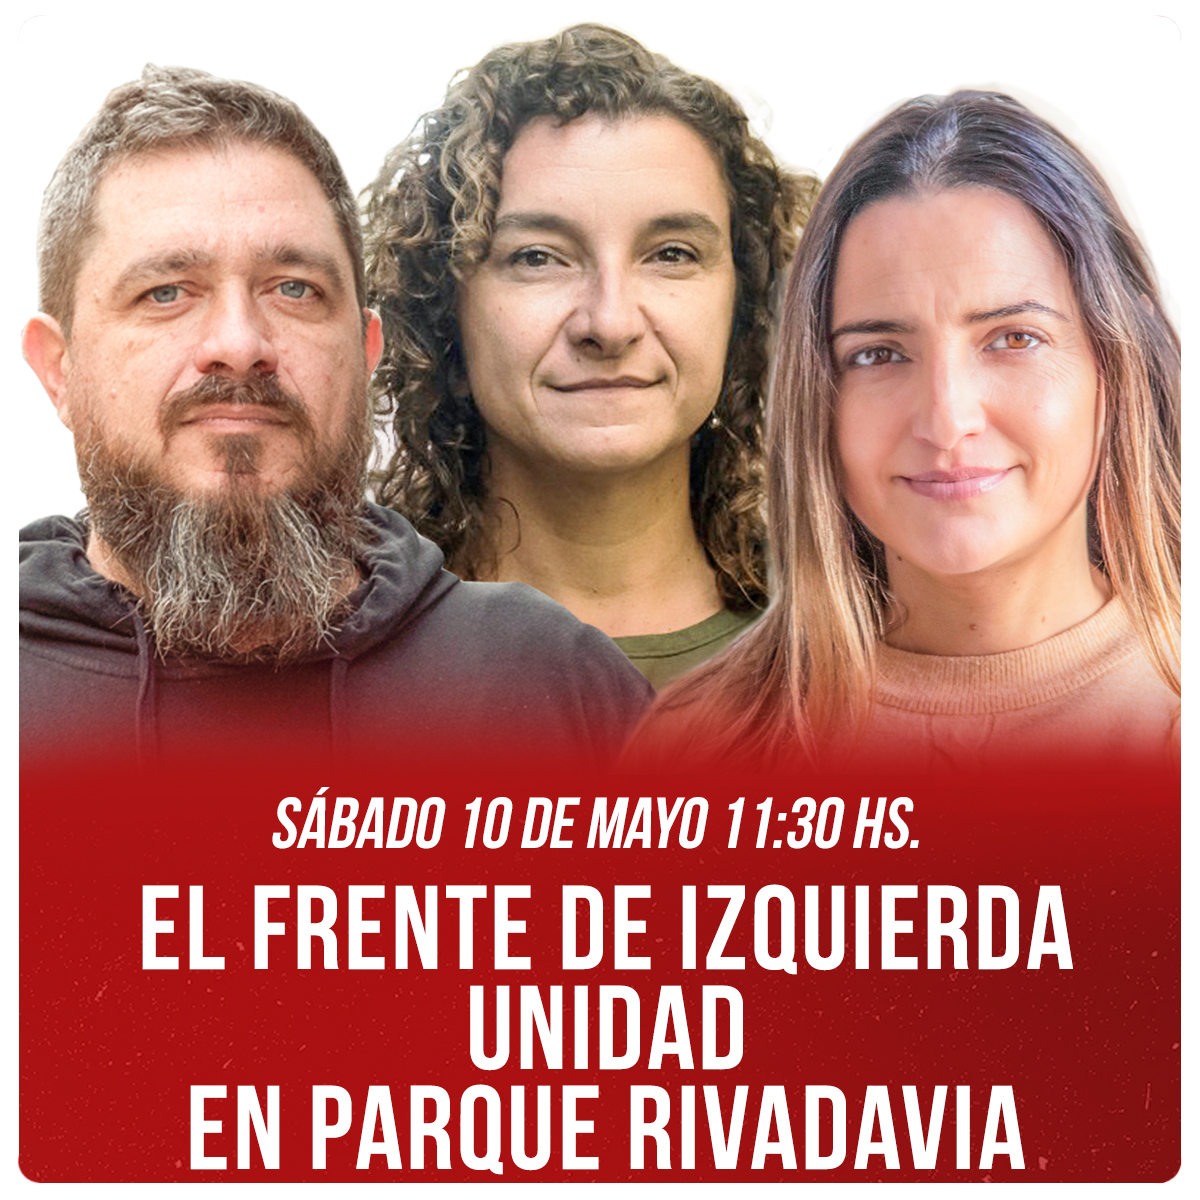 SÁBADO 10 DE MAYO 11:30 HS.
EL FRENTE DE IZQUIERDA
UNIDAD
EN PARQUE RIVADAVIA